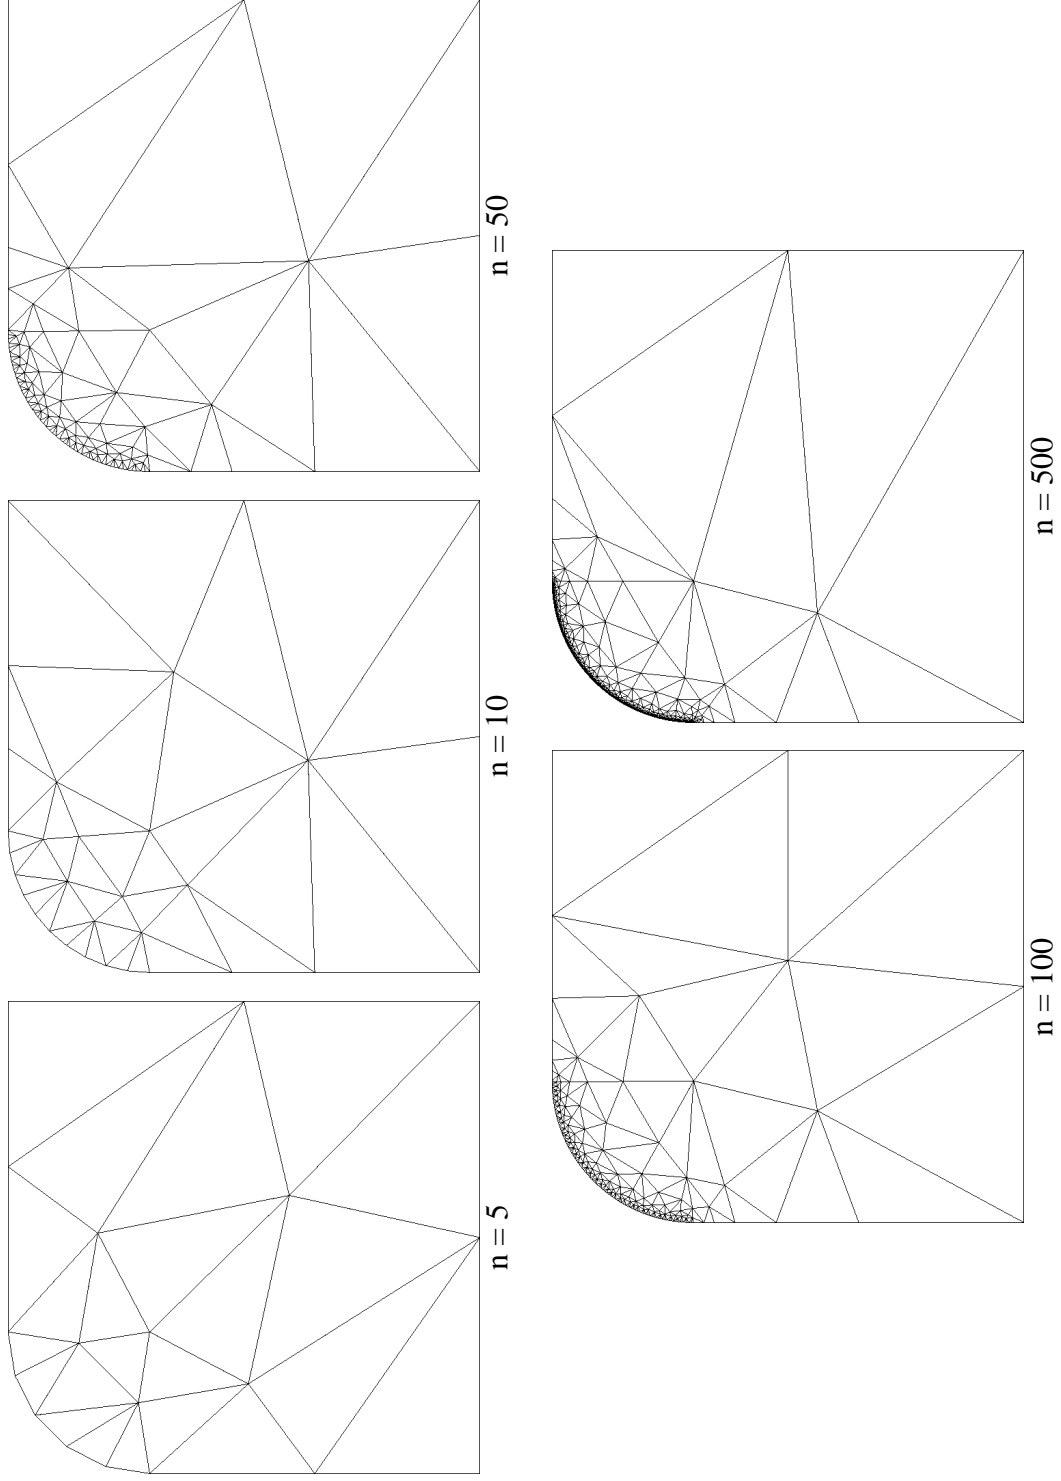 n = 5
n = 10
n = 50
n = 100
n = 500